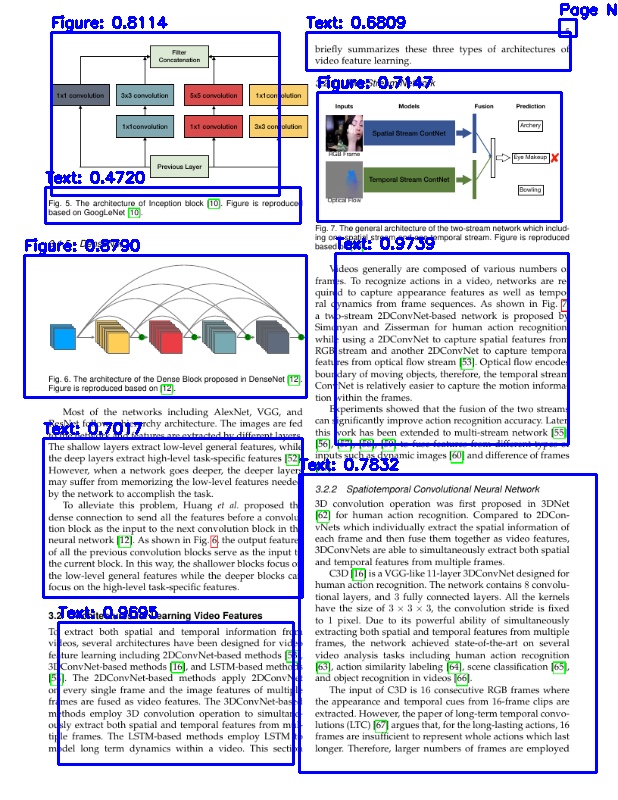 Figure: 0.8114
Filter
Concatenation
1x1 convolution
3x3 convolution
5x5 convolution
1x1 convolution
1x1convolution
1x1 convolution
3x3 convolution
Previous Layer
Text: 0.4720
Fig. 5. The architecture of Inception block [10]. Figure is reproduced
based on GoogLeNet [10].
Figure: 0.8790
Fig. 6. The architecture of the Dense Block proposed in DenseNet [12].
Figure is reproduced based on [12].
Most of the networks including AlexNet, VGG, and
architecture. The images are fed
features are extracted by different layers.
Text: 0.7017
The shallow layers extract low-level features, while
the deep layers extract high-level task-specific features [52].
However, when a network goes deeper, the deeper layers
may suffer from memorizing the low-level features needed
by the network to accomplish the task.
To alleviate this problem, Huang et al. proposed the
dense connection to send all the features before a convolu-
tion block as the input to the next convolution block in the
neural network [12]. As shown in Fig. 6, the output features
of all the previous convolution blocks serve as the input to
the current block. In this way, the shallower blocks focus on
the low-level general features while the deeper blocks can
focus on the high-level task-specific features.
Learning Video Features
Text: 0.9695
To extract both spatial and temporal information from
videos, several architectures have been designed for video
feature learning including 2DConvNet-based methods
3DConvNet-based methods [16], and LSTM-based methods
The 2DConvNet-based methods apply 2DConvNet
on every single frame and the image features of multiple
frames are fused as video features. The 3DConvNet-based
methods employ 3D convolution operation to simultane-
ously extract both spatial and temporal features from mul-
tiple frames. The LSTM-based methods employ LSTM to
model long term dynamics within a video. This section
Page N
Text: 0.6809
briefly summarizes these three types of architectures of
video feature learning.
Figure: 0.7147
Inputs
Models
Fusion
Prediction
RGB Frame
Spatial Stream ContNet
Archery
Eye Makeup
Optical Flow
Temporal Stream ContNet
Bowling
Fig. 7. The general architecture of the two-stream network which includ-
ing one spatial stream and one temporal stream. Figure is reproduced
Text: 0.9739
Videos generally are composed of various numbers of
frames. To recognize actions in a video, networks are re-
quired to capture appearance features as well as tempo-
ral dynamics from frame sequences. As shown in Fig. 7,
a two-stream 2DConvNet-based network is proposed by
Simonyan and Zisserman for human action recognition
while using a 2DConvNet to capture spatial features from
RGB stream and another 2DConvNet to capture temporal
features from optical flow stream [53]. Optical flow encodes
boundary of moving objects, therefore, the temporal stream
ConvNet is relatively easier to capture the motion informa-
tion within the frames.
Experiments showed that the fusion of the two streams
can significantly improve action recognition accuracy. Later,
this work has been extended to multi-stream network [55],
[56], to fuse features from different types of
inputs such as dynamic images [60] and difference of frames
Text: 0.7832
3.2.2 Spatiotemporal Convolutional Neural Network
3D convolution operation was first proposed in 3DNet
[62] for human action recognition. Compared to 2DCon-
vNets which individually extract the spatial information of
each frame and then fuse them together as video features,
3DConvNets are able to simultaneously extract both spatial
and temporal features from multiple frames.
C3D [16] is a VGG-like 11-layer 3DConvNet designed for
human action recognition. The network contains 8 convolu-
tional layers, and 3 fully connected layers. All the kernels
have the size of 3 × 3 × 3, the convolution stride is fixed
to 1 pixel. Due to its powerful ability of simultaneously
extracting both spatial and temporal features from multiple
frames, the network achieved state-of-the-art on several
video analysis tasks including human action recognition
[63], action similarity labeling [64], scene classification [65],
and object recognition in videos [66].
The input of C3D is 16 consecutive RGB frames where
the appearance and temporal cues from 16-frame clips are
extracted. However, the paper of long-term temporal convo-
lutions (LTC) [67] argues that, for the long-lasting actions, 16
frames are insufficient to represent whole actions which last
longer. Therefore, larger numbers of frames are employed